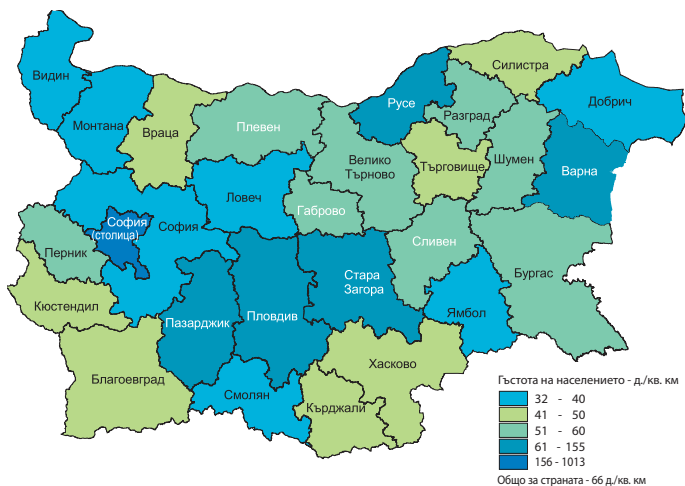 Видин
Монтана
Враца
Плевен
Русе
Силистра
Разград
Добрич
Велико
Търново
Търговище
Шумен
Варна
Ловеч
Габрово
София
(столица)
София
Перник
Сливен
Бургас
Стара
Загора
Кюстендил
Пазарджик
Пловдив
Ямбол
Хасково
Благоевград
Смолян
Кърджали
Гъстота на населението - д./кв. км
32 - 40
41 - 50
51 - 60
61 - 155
156 - 1013
Общо за страната - 66 д./кв. км